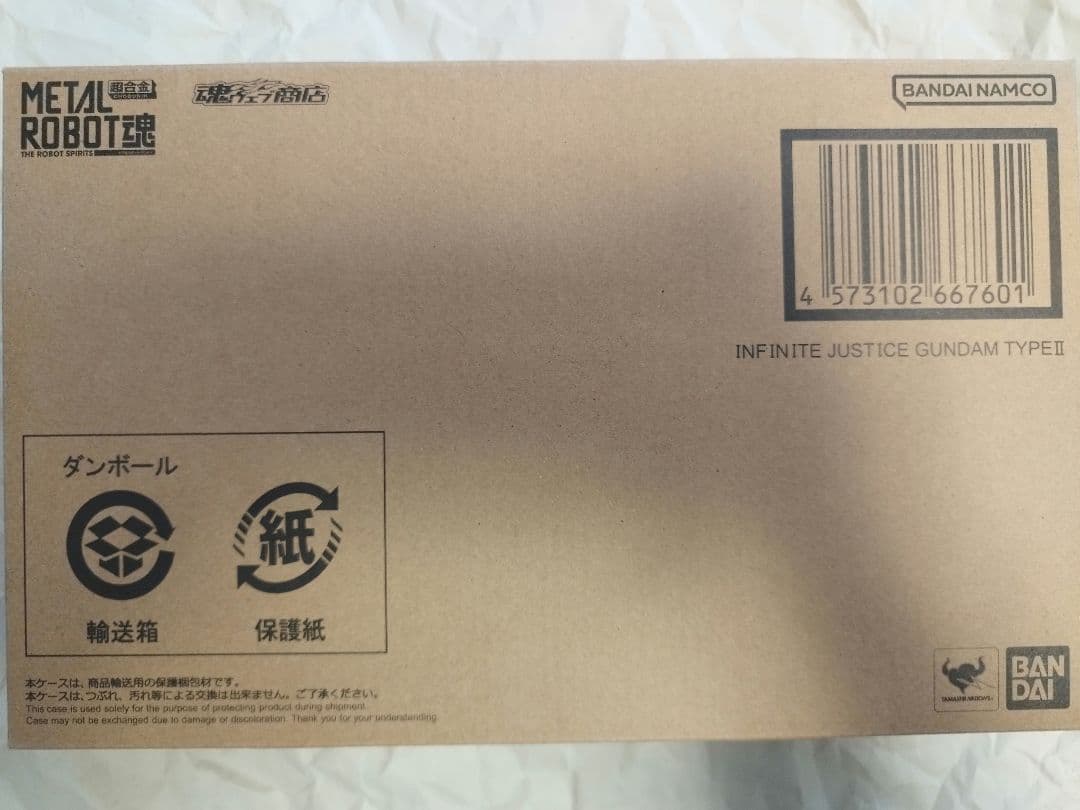 METAL 超合金
ROBOT魂
THE ROBOT SPIRITS
魂ウェブ商店
BANDAI NAMCO
4 573102 667601
INFINITE JUSTICE GUNDAM TYPEⅡ
ダンボール
紙
輸送箱
保護紙
本ケースは、商品輸送用の保護梱包材です。
本ケースは、つぶれ、汚れ等による交換は出来ません。ご了承ください。
This case is used solely for the purpose of protecting product during shipment.
Case may not be exchanged due to damage or discoloration. Thank you for your understanding.
TAMASHII NATIONS
BAN
DAI